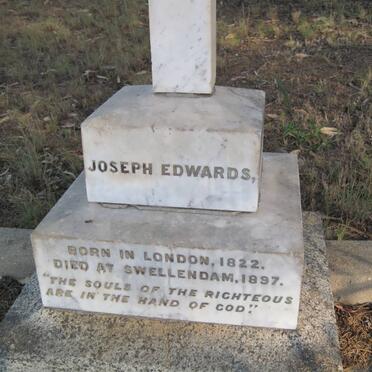 JOSEPH EDWARDS,
BORN IN LONDON, 1822.
DIED AT SWELLENDAM, 1897.
"THE SOULS OF THE RIGHTEOUS
ARE IN THE HAND OF GOD."